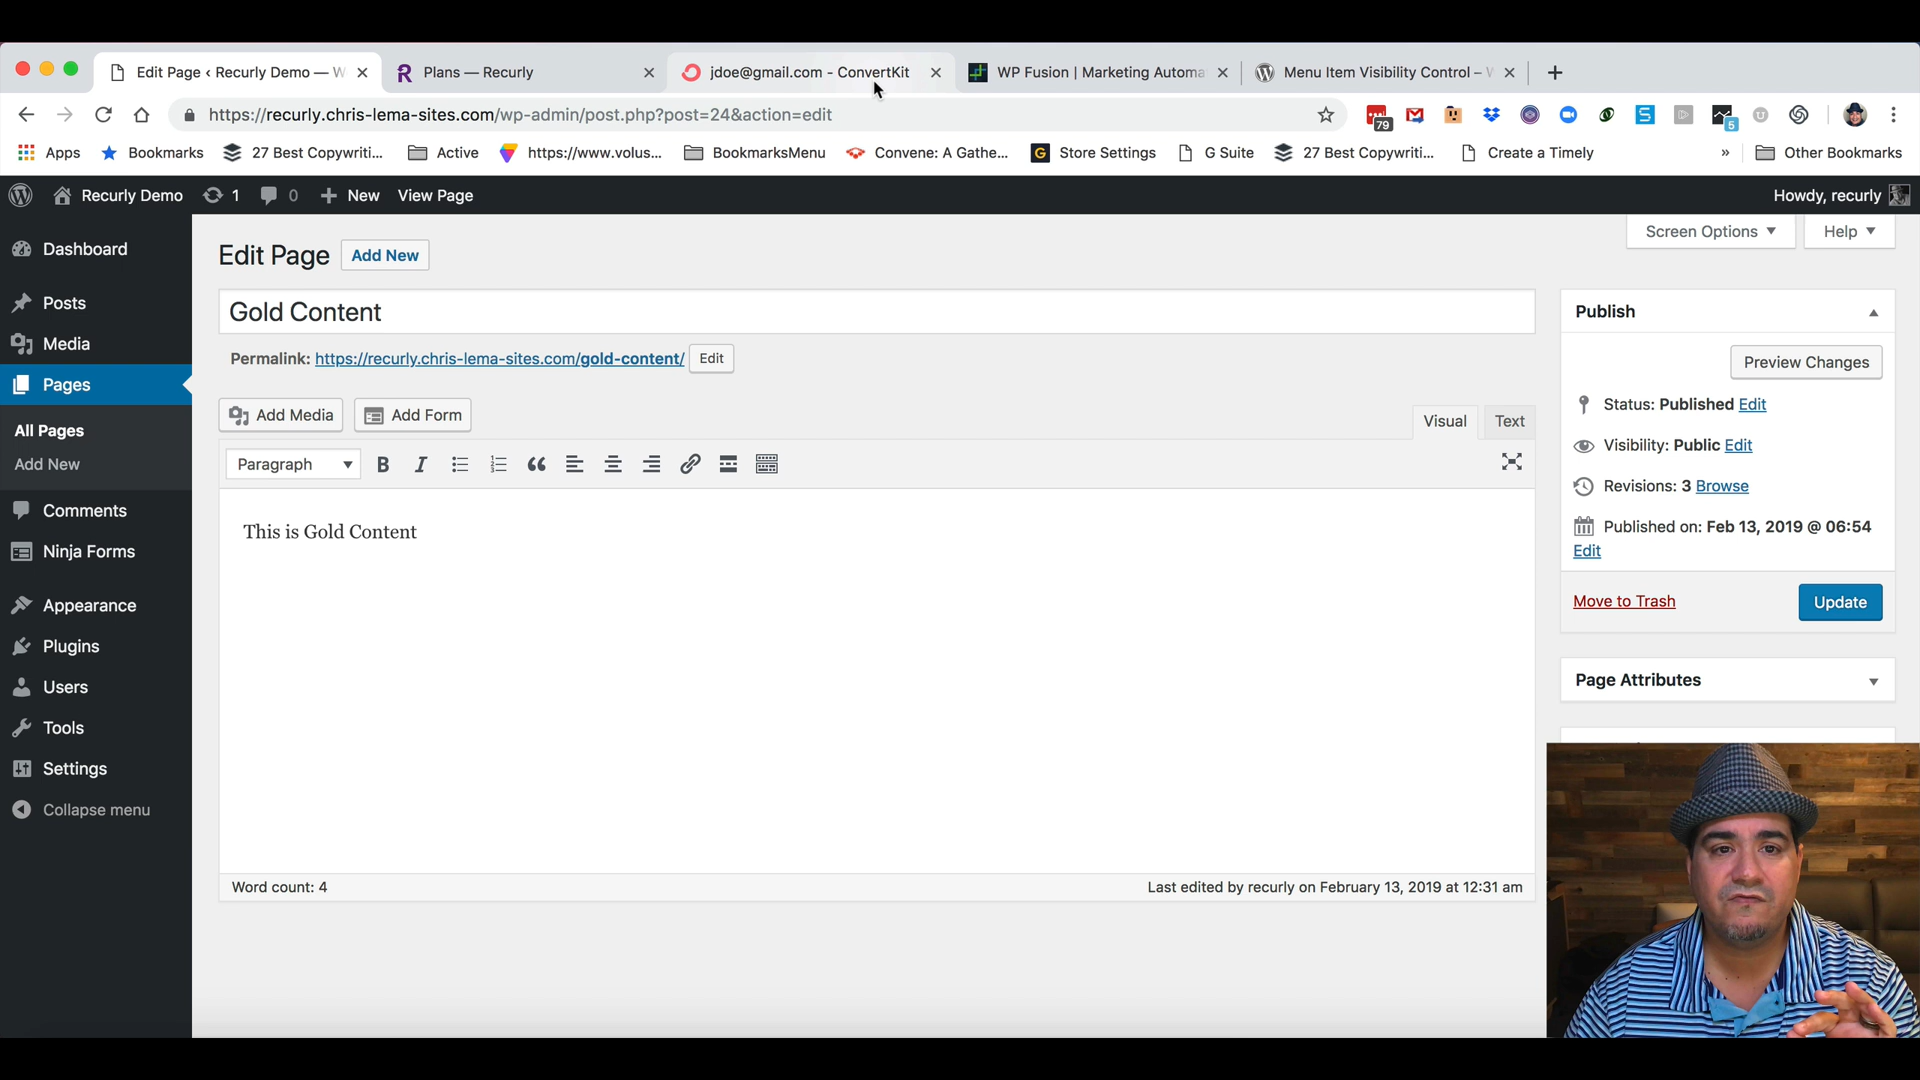 Edit Page ‹ Recurly Demo — W
Plans — Recurly
jdoe@gmail.com - ConvertKit
WP Fusion | Marketing Automa
Menu Item Visibility Control – W
https://recurly.chris-lema-sites.com/wp-admin/post.php?post=24&action=edit
79
5
Apps
Bookmarks
27 Best Copywriti...
Active
https://www.volus...
BookmarksMenu
Convene: A Gathe...
Store Settings
G Suite
27 Best Copywriti...
Create a Timely
»
Other Bookmarks
Recurly Demo
1
0
New
View Page
Howdy, recurly
Dashboard
Posts
Media
Pages
All Pages
Add New
Comments
Ninja Forms
Appearance
Plugins
Users
Tools
Settings
Collapse menu
Screen Options
Help
Edit Page
Add New
Gold Content
Permalink: https://recurly.chris-lema-sites.com/gold-content/
Edit
Add Media
Add Form
Visual
Text
Paragraph
This is Gold Content
Word count: 4
Last edited by recurly on February 13, 2019 at 12:31 am
Publish
Preview Changes
Status: Published Edit
Visibility: Public Edit
Revisions: 3 Browse
Published on: Feb 13, 2019 @ 06:54
Edit
Move to Trash
Update
Page Attributes